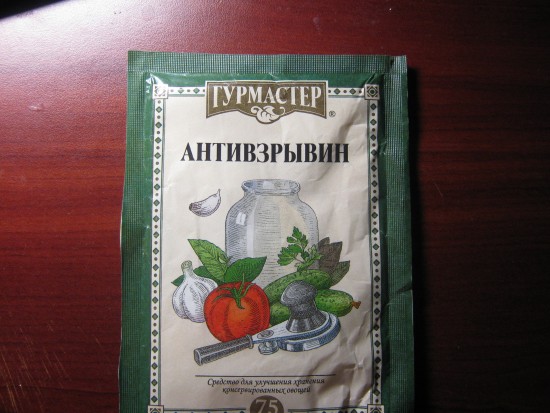 ГУРМАСТЕР
®
АНТИВЗРЫВИН
Средство для улучшения хранения
консервированных овощей
75